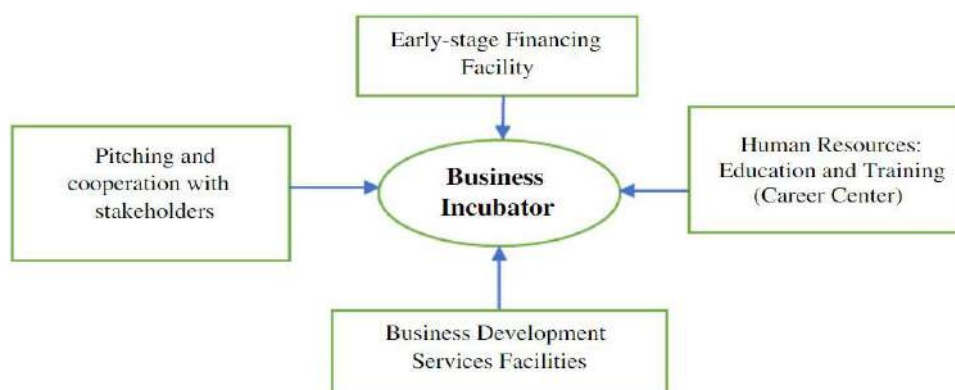 Early-stage Financing
Facility
Pitching and
cooperation with
stakeholders
Business
Incubator
Human Resources:
Education and Training
(Career Center)
Business Development
Services Facilities